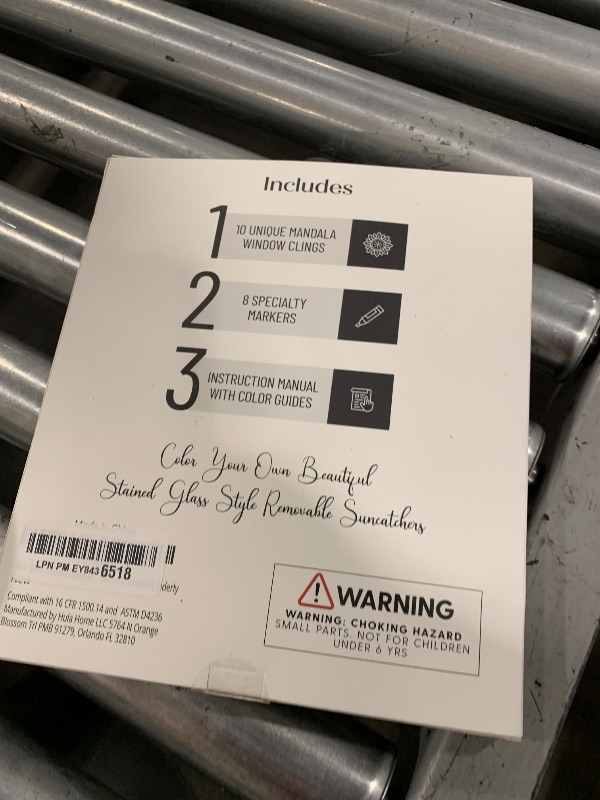 Includes
1
10 UNIQUE MANDALA
WINDOW CLINGS
2
8 SPECIALTY
MARKERS
3
INSTRUCTION MANUAL
WITH COLOR GUIDES
Color Your Own Beautiful
Stained Glass Style Removable Suncatchers
LPN PM EY8436518
Compliant with 16 CFR 1500.14 and ASTM D4236
Manufactured by Hula Home LLC 5764 N Orange
Blossom Trl PMB 91279, Orlando FL 32810
WARNING
WARNING: CHOKING HAZARD
SMALL PARTS. NOT FOR CHILDREN
UNDER 6 YRS